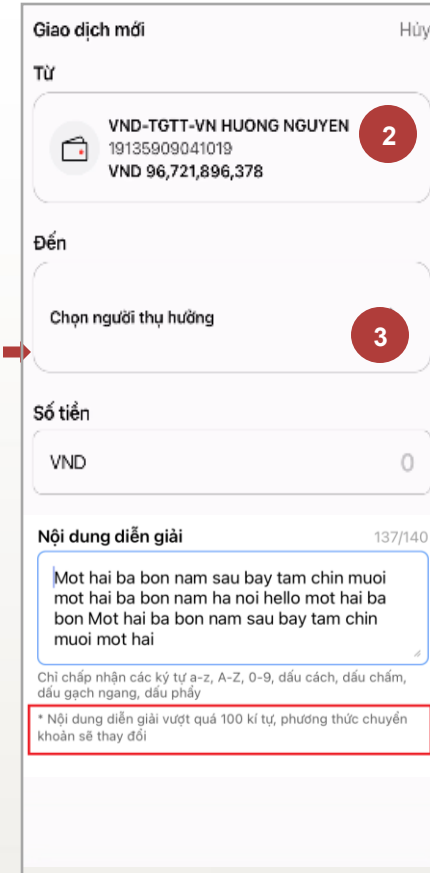 Giao dịch mới Hủy
Từ
VND-TGTT-VN HUONG NGUYEN
19135909041019
VND 96,721,896,378
2
Đến
Chọn người thụ hưởng
3
Số tiền
VND 0
Nội dung diễn giải 137/140
Mot hai ba bon nam sau bay tam chin muoi
mot hai ba bon nam ha noi hello mot hai ba
bon Mot hai ba bon nam sau bay tam chin
muoi mot hai
Chỉ chấp nhận các ký tự a-z, A-Z, 0-9, dấu cách, dấu chấm,
dấu gạch ngang, dấu phẩy
* Nội dung diễn giải vượt quá 100 kí tự, phương thức chuyển
khoản sẽ thay đổi